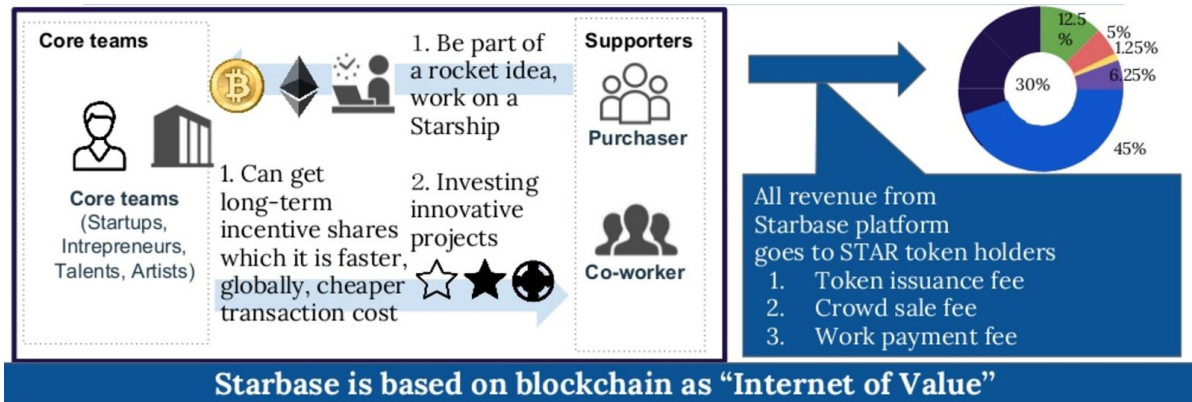 Core teams
Core teams
(Startups,
Intrepreneurs,
Talents, Artists)
1. Be part of
a rocket idea,
work on a
Starship
1. Can get
long-term
incentive shares
which it is faster,
globally, cheaper
transaction cost
2. Investing
innovative
projects
Supporters
Purchaser
Co-worker
12.5
%
5%
1.25%
6.25%
30%
45%
All revenue from
Starbase platform
goes to STAR token holders
1. Token issuance fee
2. Crowd sale fee
3. Work payment fee
Starbase is based on blockchain as “Internet of Value”